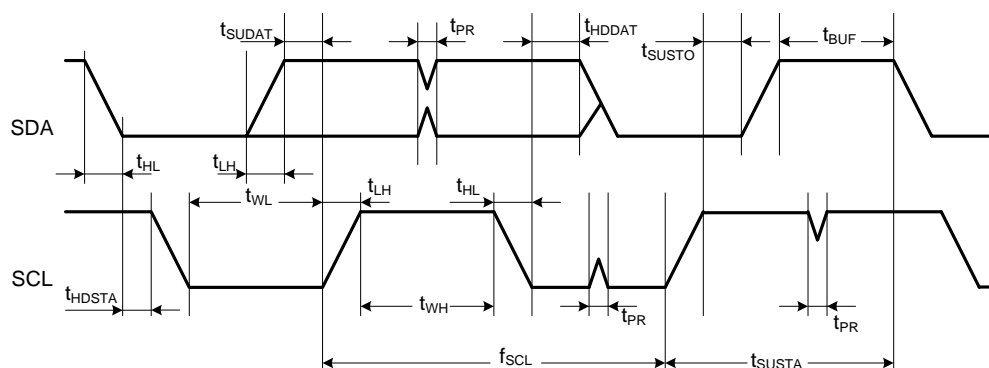 tSUDAT
tPR
tHDDAT
tSUSTO
tBUF
SDA
tHL
tLH
tWL
tLH
tHL
SCL
tHDSTA
tWH
tPR
tPR
fSCL
tSUSTA